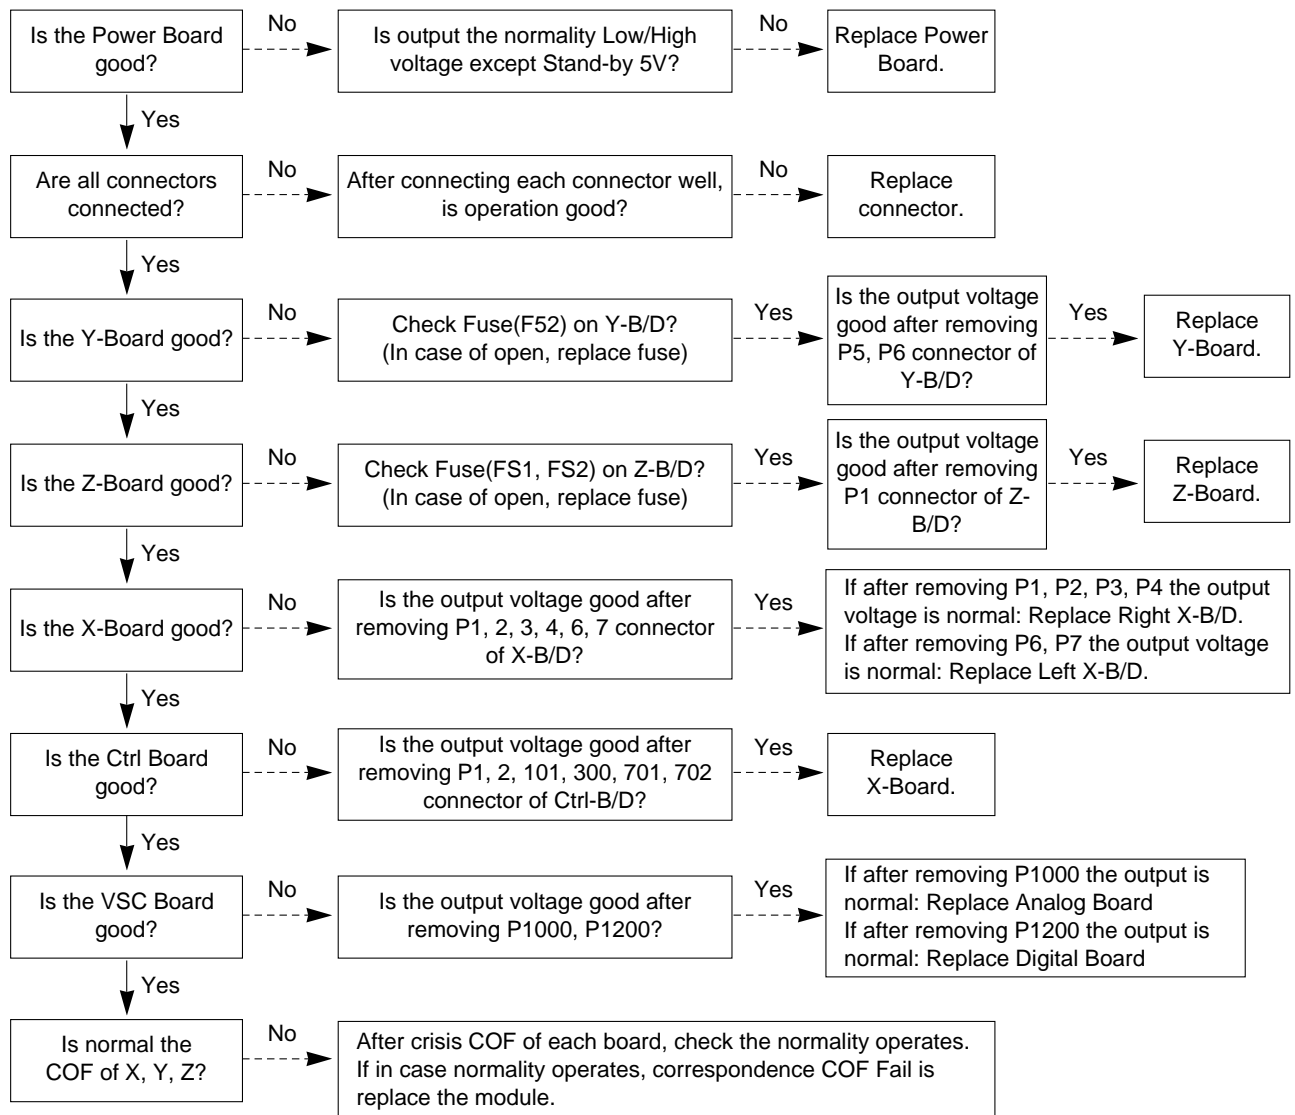 Is the Power Board
good?
No
Is output the normality Low/High
voltage except Stand-by 5V?
No
Replace Power
Board.
Yes
Are all connectors
connected?
No
After connecting each connector well,
is operation good?
No
Replace
connector.
Yes
Is the Y-Board good?
No
Check Fuse(F52) on Y-B/D?
(In case of open, replace fuse)
Yes
Is the output voltage
good after removing
P5, P6 connector of
Y-B/D?
Yes
Replace
Y-Board.
Yes
Is the Z-Board good?
No
Check Fuse(FS1, FS2) on Z-B/D?
(In case of open, replace fuse)
Yes
Is the output voltage
good after removing
P1 connector of Z-
B/D?
Yes
Replace
Z-Board.
Yes
Is the X-Board good?
No
Is the output voltage good after
removing P1, 2, 3, 4, 6, 7 connector
of X-B/D?
Yes
If after removing P1, P2, P3, P4 the output
voltage is normal: Replace Right X-B/D.
If after removing P6, P7 the output voltage
is normal: Replace Left X-B/D.
Yes
Is the Ctrl Board
good?
No
Is the output voltage good after
removing P1, 2, 101, 300, 701, 702
connector of Ctrl-B/D?
Yes
Replace
X-Board.
Yes
Is the VSC Board
good?
No
Is the output voltage good after
removing P1000, P1200?
Yes
If after removing P1000 the output is
normal: Replace Analog Board
If after removing P1200 the output is
normal: Replace Digital Board
Yes
Is normal the
COF of X, Y, Z?
No
After crisis COF of each board, check the normality operates.
If in case normality operates, correspondence COF Fail is
replace the module.